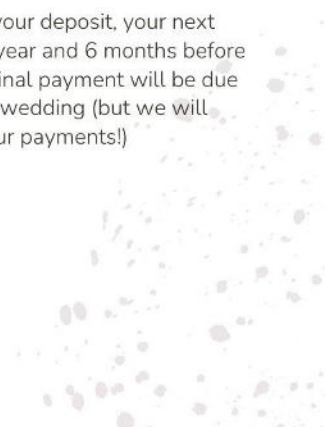 your deposit, your next
year and 6 months before
inal payment will be due
wedding (but we will
ur payments!)